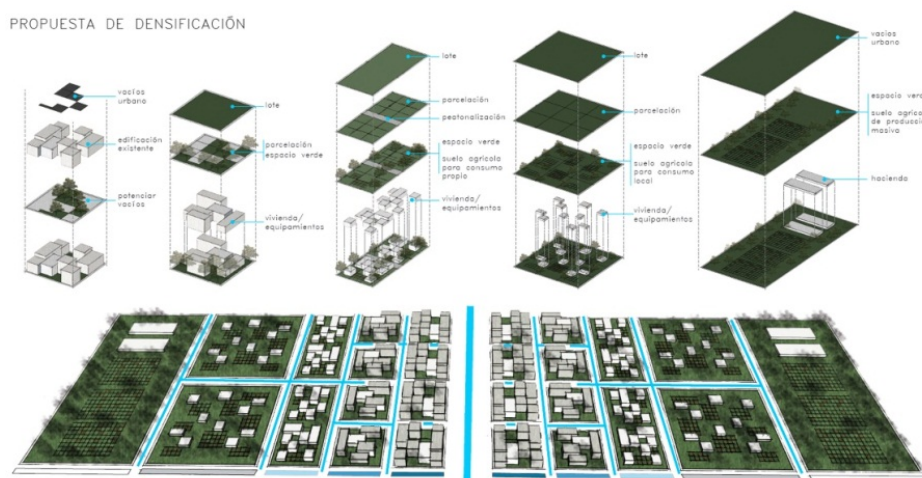 PROPUESTA DE DENSIFICACIÓN
vacíos
urbano
edificación
existente
potenciar
vacíos
lote
parcelación
espacio verde
vivienda/
equipamientos
lote
parcelación
peatonalización
espacio verde
suelo agrícola
para consumo
propio
vivienda/
equipamientos
lote
parcelación
espacio verde
suelo agrícola
para consumo
local
vivienda/
equipamientos
vacíos
urbano
espacio verde
suelo agrícola
de producción
masiva
hacienda